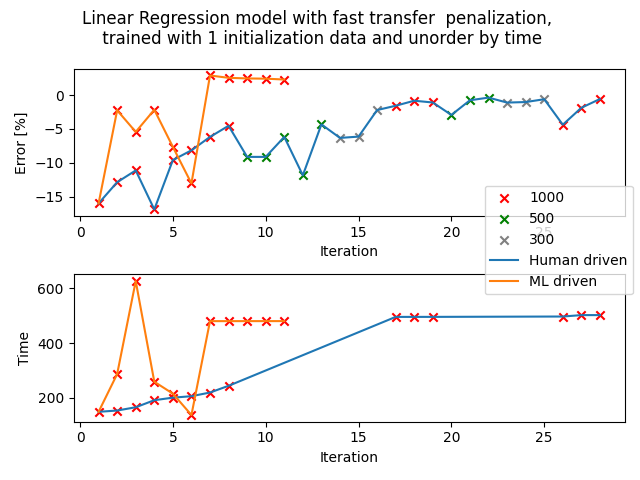 Linear Regression model with fast transfer  penalization,
trained with 1 initialization data and unorder by time
Error [%]
0
−5
−10
−15
0
5
10
15
20
25
Iteration
1000
500
300
Human driven
ML driven
Time
600
400
200
0
5
10
15
20
25
Iteration